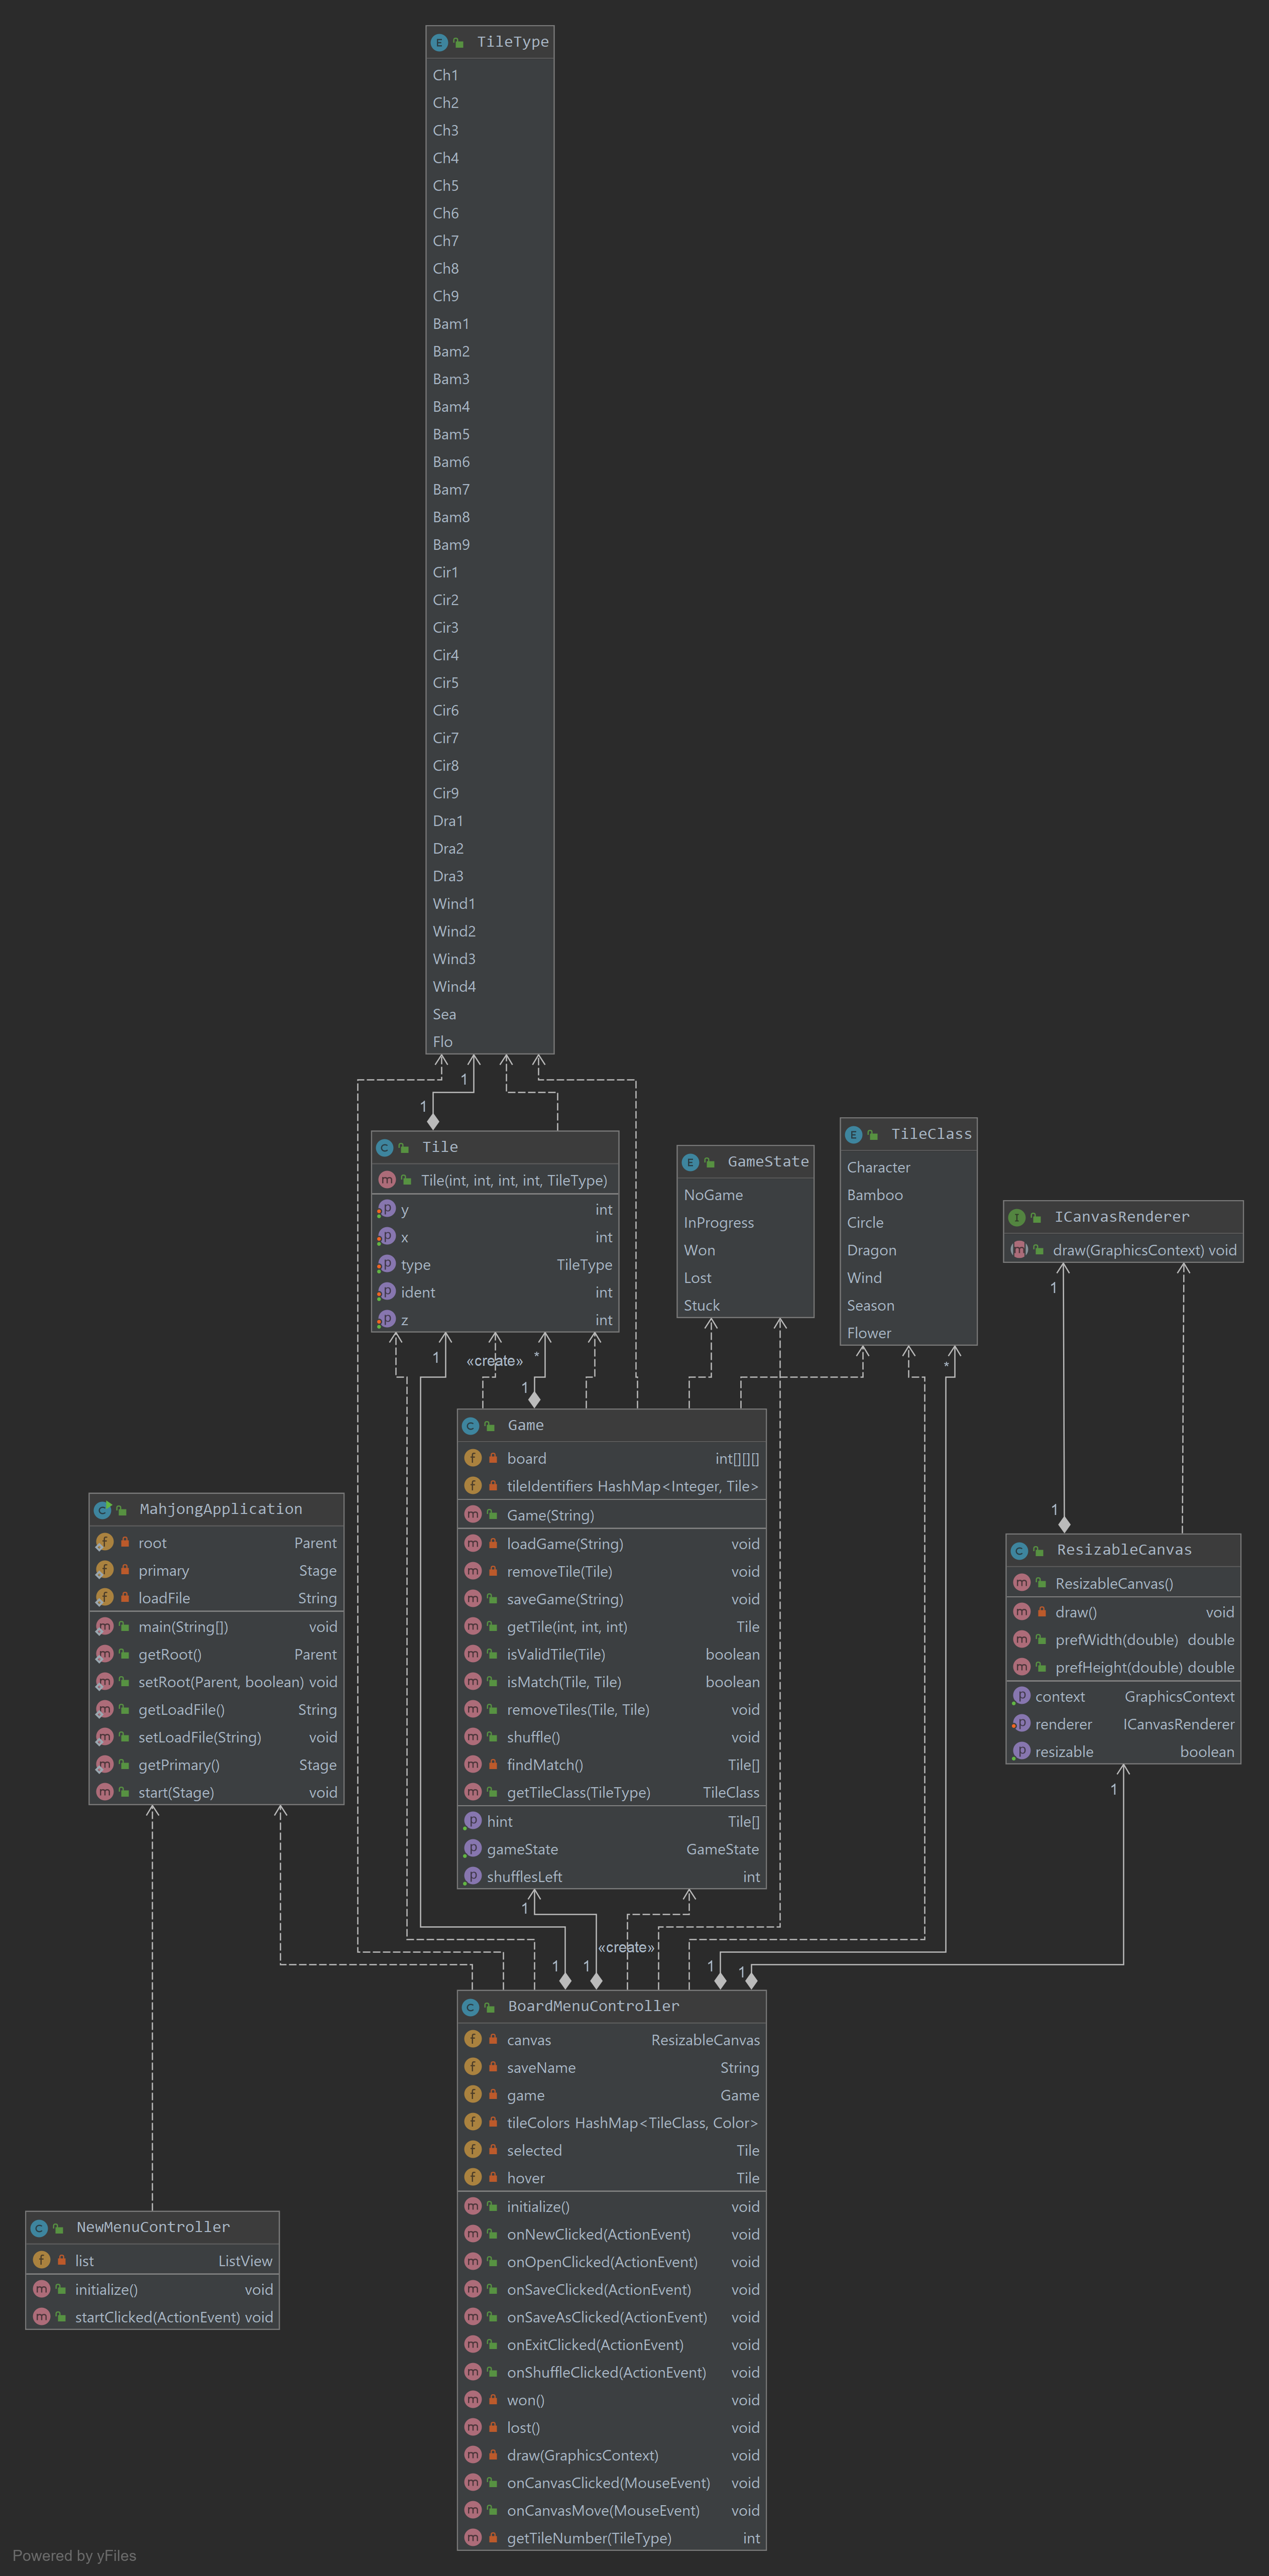 TileType
Ch1
Ch2
Ch3
Ch4
Ch5
Ch6
Ch7
Ch8
Ch9
Bam1
Bam2
Bam3
Bam4
Bam5
Bam6
Bam7
Bam8
Bam9
Cir1
Cir2
Cir3
Cir4
Cir5
Cir6
Cir7
Cir8
Cir9
Dra1
Dra2
Dra3
Wind1
Wind2
Wind3
Wind4
Sea
Flo
1
1
Tile
Tile(int, int, int, int, TileType)
y int
x int
type TileType
ident int
z int
GameState
NoGame
InProgress
Won
Lost
Stuck
TileClass
Character
Bamboo
Circle
Dragon
Wind
Season
Flower
ICanvasRenderer
draw(GraphicsContext) void
1
«create»
*
1
*
1
1
Game
board int[][][]
tileIdentifiers HashMap<Integer, Tile>
Game(String)
loadGame(String) void
removeTile(Tile) void
saveGame(String) void
getTile(int, int, int) Tile
isValidTile(Tile) boolean
isMatch(Tile, Tile) boolean
removeTiles(Tile, Tile) void
shuffle() void
findMatch() Tile[]
getTileClass(TileType) TileClass
hint Tile[]
gameState GameState
shufflesLeft int
MahjongApplication
root Parent
primary Stage
loadFile String
main(String[]) void
getRoot() Parent
setRoot(Parent, boolean) void
getLoadFile() String
setLoadFile(String) void
getPrimary() Stage
start(Stage) void
ResizableCanvas
ResizableCanvas()
draw() void
prefWidth(double) double
prefHeight(double) double
context GraphicsContext
renderer ICanvasRenderer
resizable boolean
1
1
«create»
1
1
1
1
BoardMenuController
canvas ResizableCanvas
saveName String
game Game
tileColors HashMap<TileClass, Color>
selected Tile
hover Tile
initialize() void
onNewClicked(ActionEvent) void
onOpenClicked(ActionEvent) void
onSaveClicked(ActionEvent) void
onSaveAsClicked(ActionEvent) void
onExitClicked(ActionEvent) void
onShuffleClicked(ActionEvent) void
won() void
lost() void
draw(GraphicsContext) void
onCanvasClicked(MouseEvent) void
onCanvasMove(MouseEvent) void
getTileNumber(TileType) int
NewMenuController
list ListView
initialize() void
startClicked(ActionEvent) void
Powered by yFiles